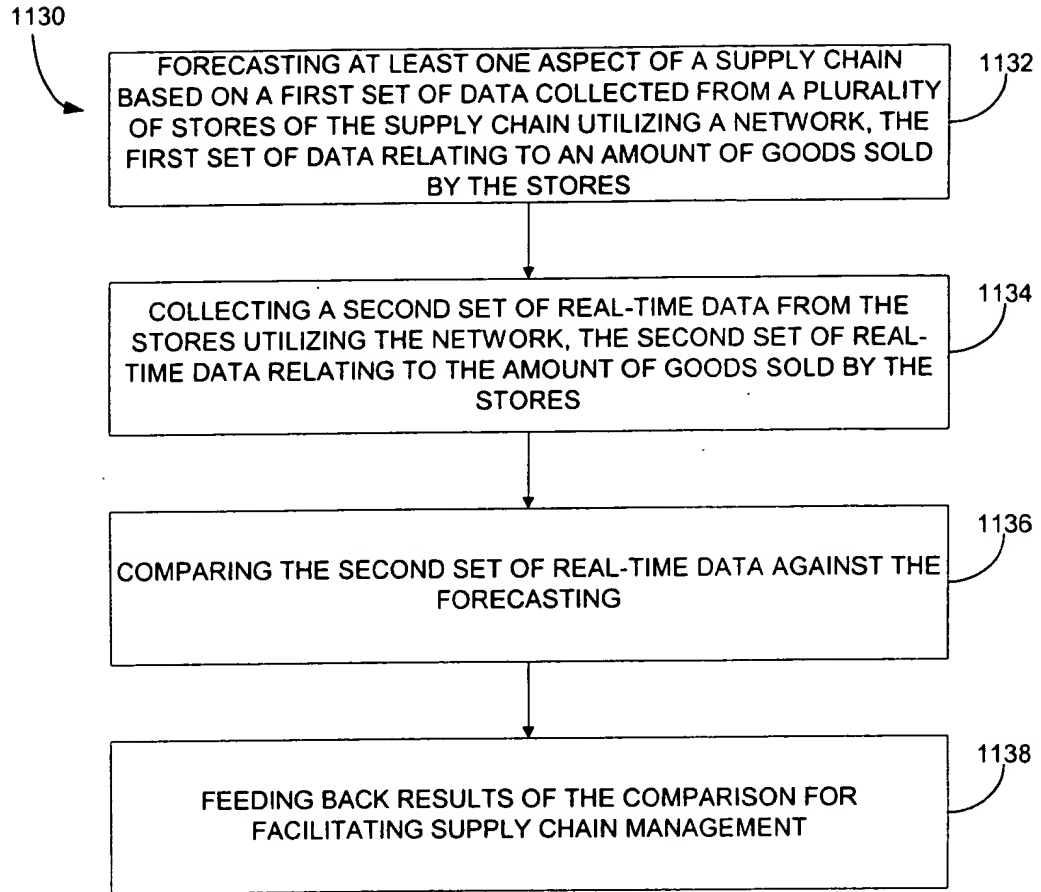 1130
FORECASTING AT LEAST ONE ASPECT OF A SUPPLY CHAIN
BASED ON A FIRST SET OF DATA COLLECTED FROM A PLURALITY
OF STORES OF THE SUPPLY CHAIN UTILIZING A NETWORK, THE
FIRST SET OF DATA RELATING TO AN AMOUNT OF GOODS SOLD
BY THE STORES
1132
COLLECTING A SECOND SET OF REAL-TIME DATA FROM THE
STORES UTILIZING THE NETWORK, THE SECOND SET OF REAL-
TIME DATA RELATING TO THE AMOUNT OF GOODS SOLD BY THE
STORES
1134
COMPARING THE SECOND SET OF REAL-TIME DATA AGAINST THE
FORECASTING
1136
FEEDING BACK RESULTS OF THE COMPARISON FOR
FACILITATING SUPPLY CHAIN MANAGEMENT
1138